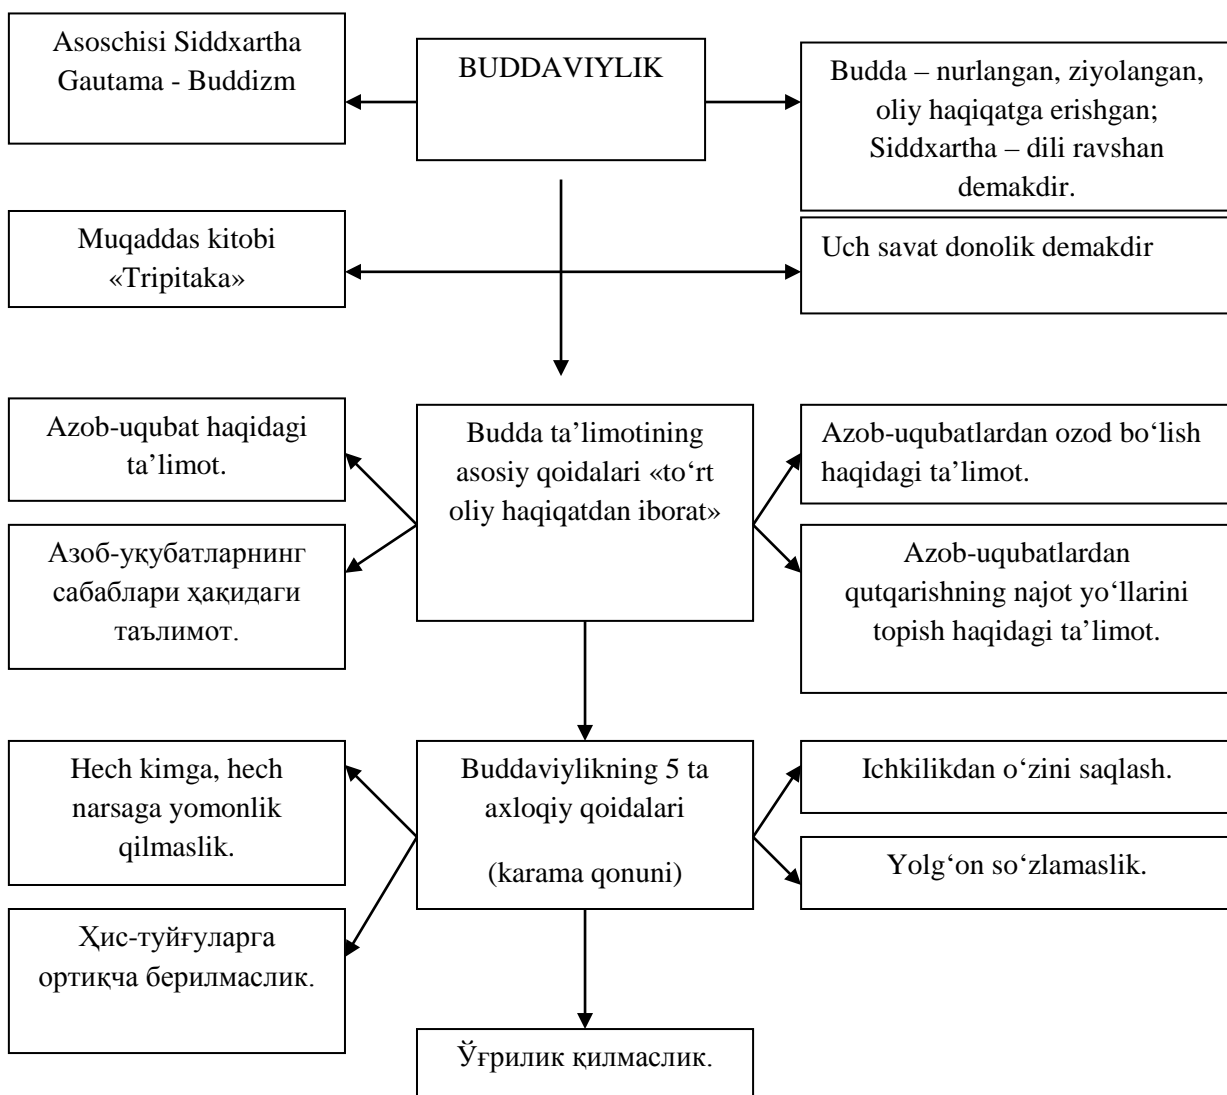 Asoschisi Siddxartha
Gautama - Buddizm
BUDDAVIYLIK
Budda – nurlangan, ziyolangan,
oliy haqiqatga erishgan;
Siddxartha – dili ravshan
demakdir.
Muqaddas kitobi
«Tripitaka»
Uch savat donolik demakdir
Azob-uqubat haqidagi
ta’limot.
Азоб-уқубатларнинг
сабаблари ҳақидаги
таълимот.
Budda ta’limotining
asosiy qoidalari «to‘rt
oliy haqiqatdan iborat»
Azob-uqubatlardan ozod bo‘lish
haqidagi ta’limot.
Azob-uqubatlardan
qutqarishning najot yo‘llarini
topish haqidagi ta’limot.
Hech kimga, hech
narsaga yomonlik
qilmaslik.
Ҳис-туйғуларга
ортиқча берилмаслик.
Buddaviylikning 5 ta
axloqiy qoidalari
(karama qonuni)
Ichkilikdan o‘zini saqlash.
Yolg‘on so‘zlamaslik.
Ўғрилик қилмаслик.